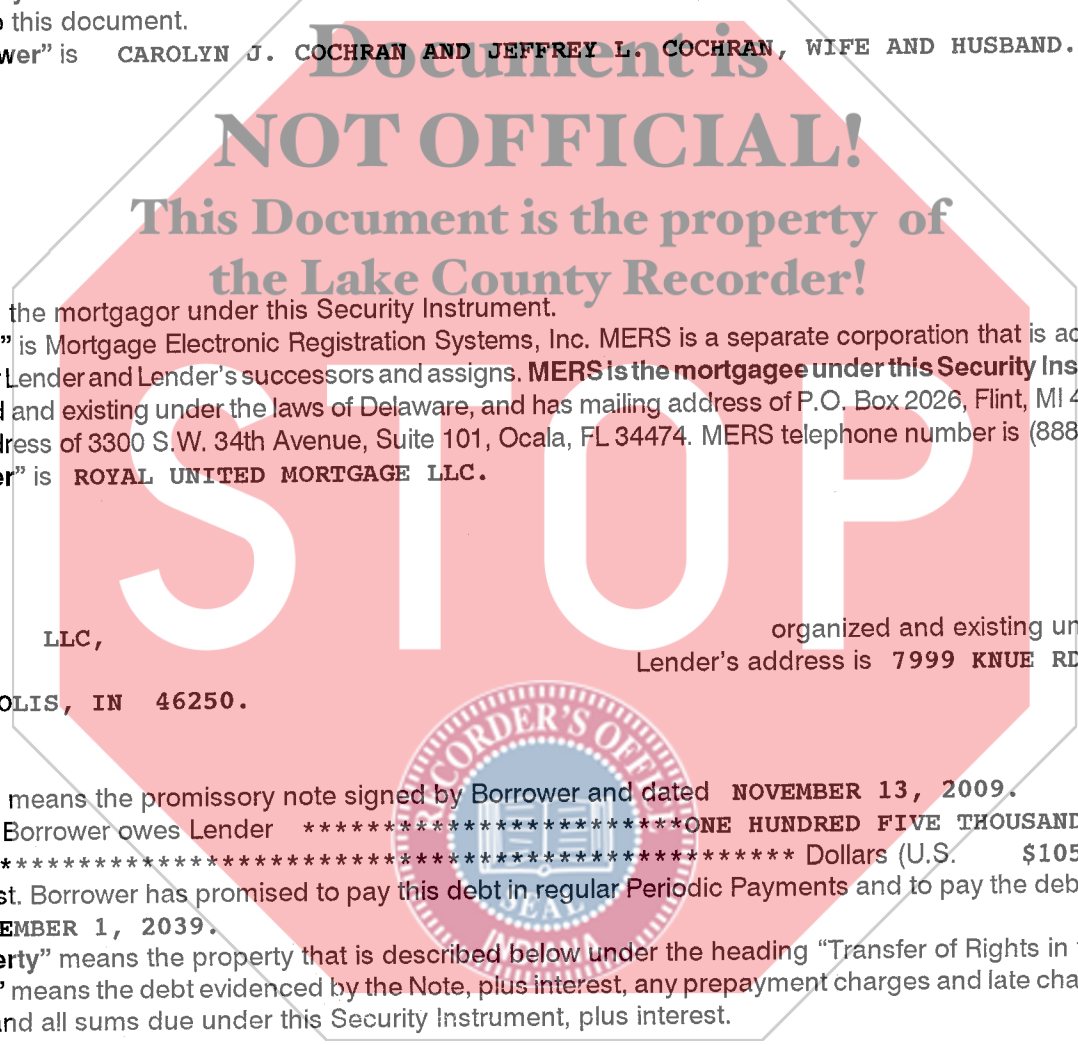 this document.
wer” is CAROLYN J. COCHRAN AND JEFFREY L. COCHRAN, WIFE AND HUSBAND.
Document is
NOT OFFICIAL!
This Document is the property of
the Lake County Recorder!
the mortgagor under this Security Instrument.
” is Mortgage Electronic Registration Systems, Inc. MERS is a separate corporation that is ac
Lender and Lender’s successors and assigns. MERS is the mortgagee under this Security Ins
d and existing under the laws of Delaware, and has mailing address of P.O. Box 2026, Flint, MI 4
dress of 3300 S.W. 34th Avenue, Suite 101, Ocala, FL 34474. MERS telephone number is (888
er” is ROYAL UNITED MORTGAGE LLC.
STOP
LLC, organized and existing un
Lender’s address is 7999 KNUE RD
OLIS, IN 46250.
RECORDER'S OFFICE
means the promissory note signed by Borrower and dated NOVEMBER 13, 2009.
Borrower owes Lender ************************ONE HUNDRED FIVE THOUSAND
************************************************** Dollars (U.S. $105
st. Borrower has promised to pay this debt in regular Periodic Payments and to pay the deb
EMBER 1, 2039.
SEAL
INDIANA
erty” means the property that is described below under the heading “Transfer of Rights in
” means the debt evidenced by the Note, plus interest, any prepayment charges and late cha
and all sums due under this Security Instrument, plus interest.